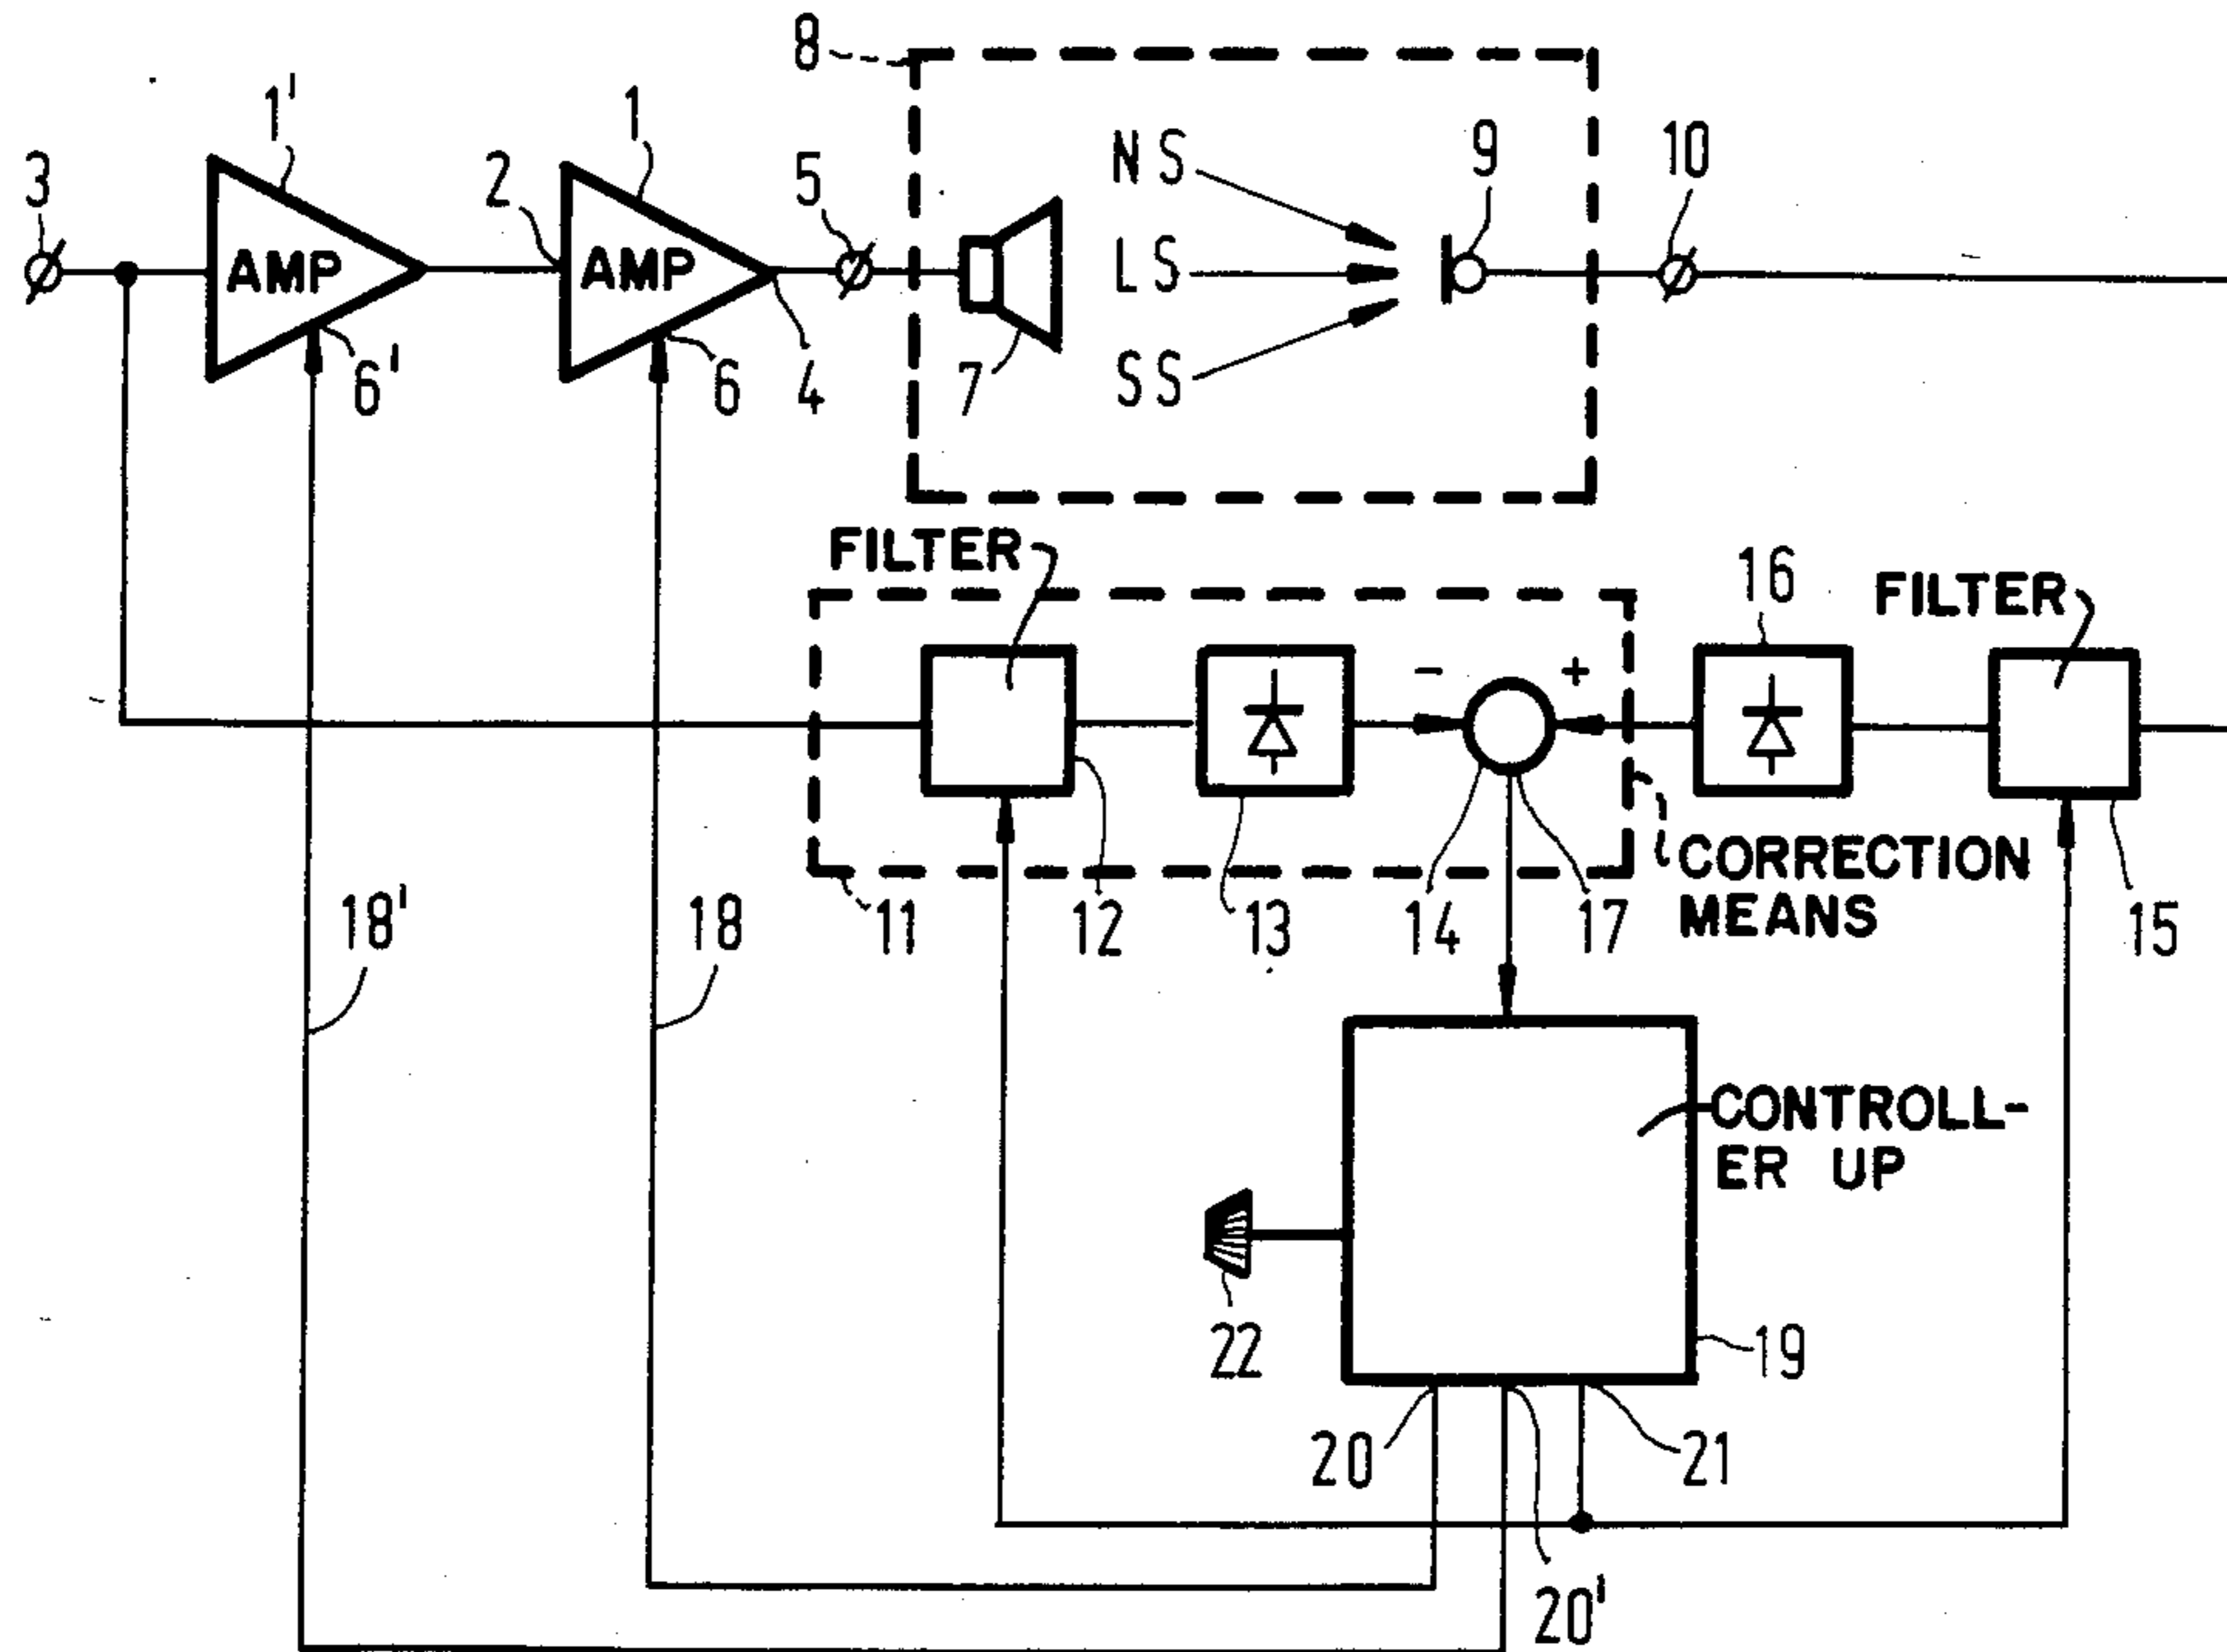 8
1'
1
3
2
5
NS
9
10
AMP
AMP
LS
6'
6
4
7
SS
FILTER
16
FILTER
-
+
CORRECTION
MEANS
18'
18
11
12
13
14
17
15
CONTROLL-
ER UP
22
19
20
21
20'